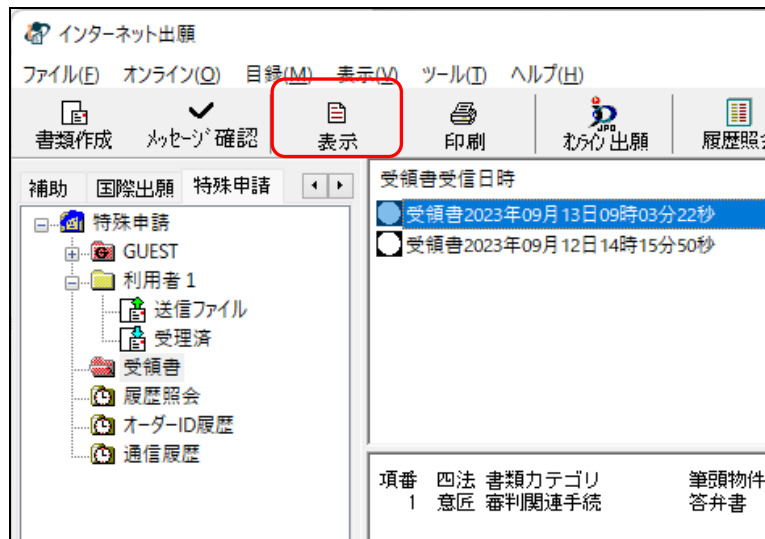 インターネット出願
ファイル(F) オンライン(O) 目録(M) 表示(V) ツール(T) ヘルプ(H)
書類作成 メッセージ確認 表示 印刷 オンライン出願 履歴照会
補助 国際出願 特殊申請
受領書受信日時
特殊申請
受領書2023年09月13日09時03分22秒
GUEST
受領書2023年09月12日14時15分50秒
利用者1
送信ファイル
受理済
受領書
履歴照会
オーダーID履歴
通信履歴
項番 四法 書類カテゴリ 筆頭物件
1 意匠 審判関連手続 答弁書